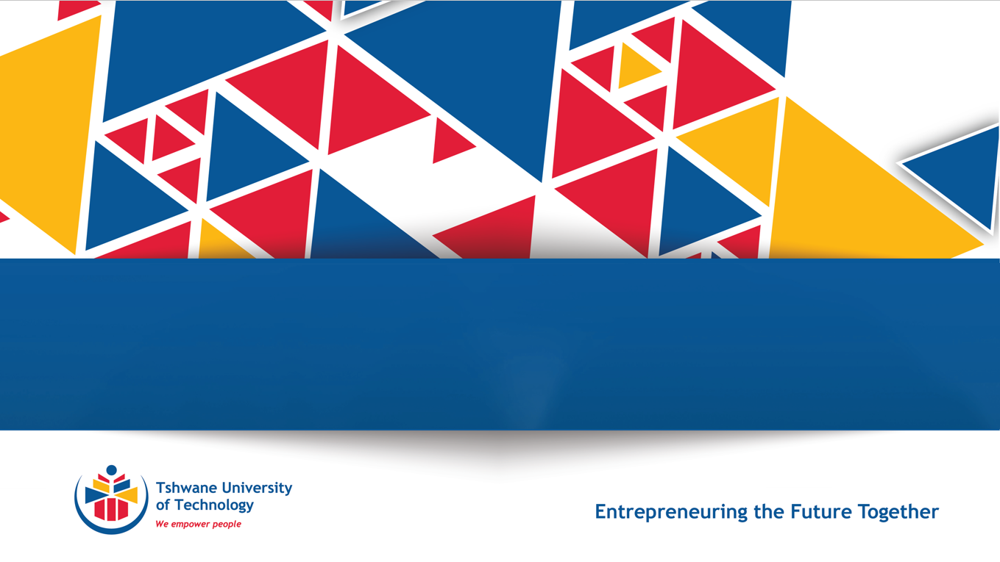 Tshwane University
of Technology
We empower people
Entrepreneuring the Future Together